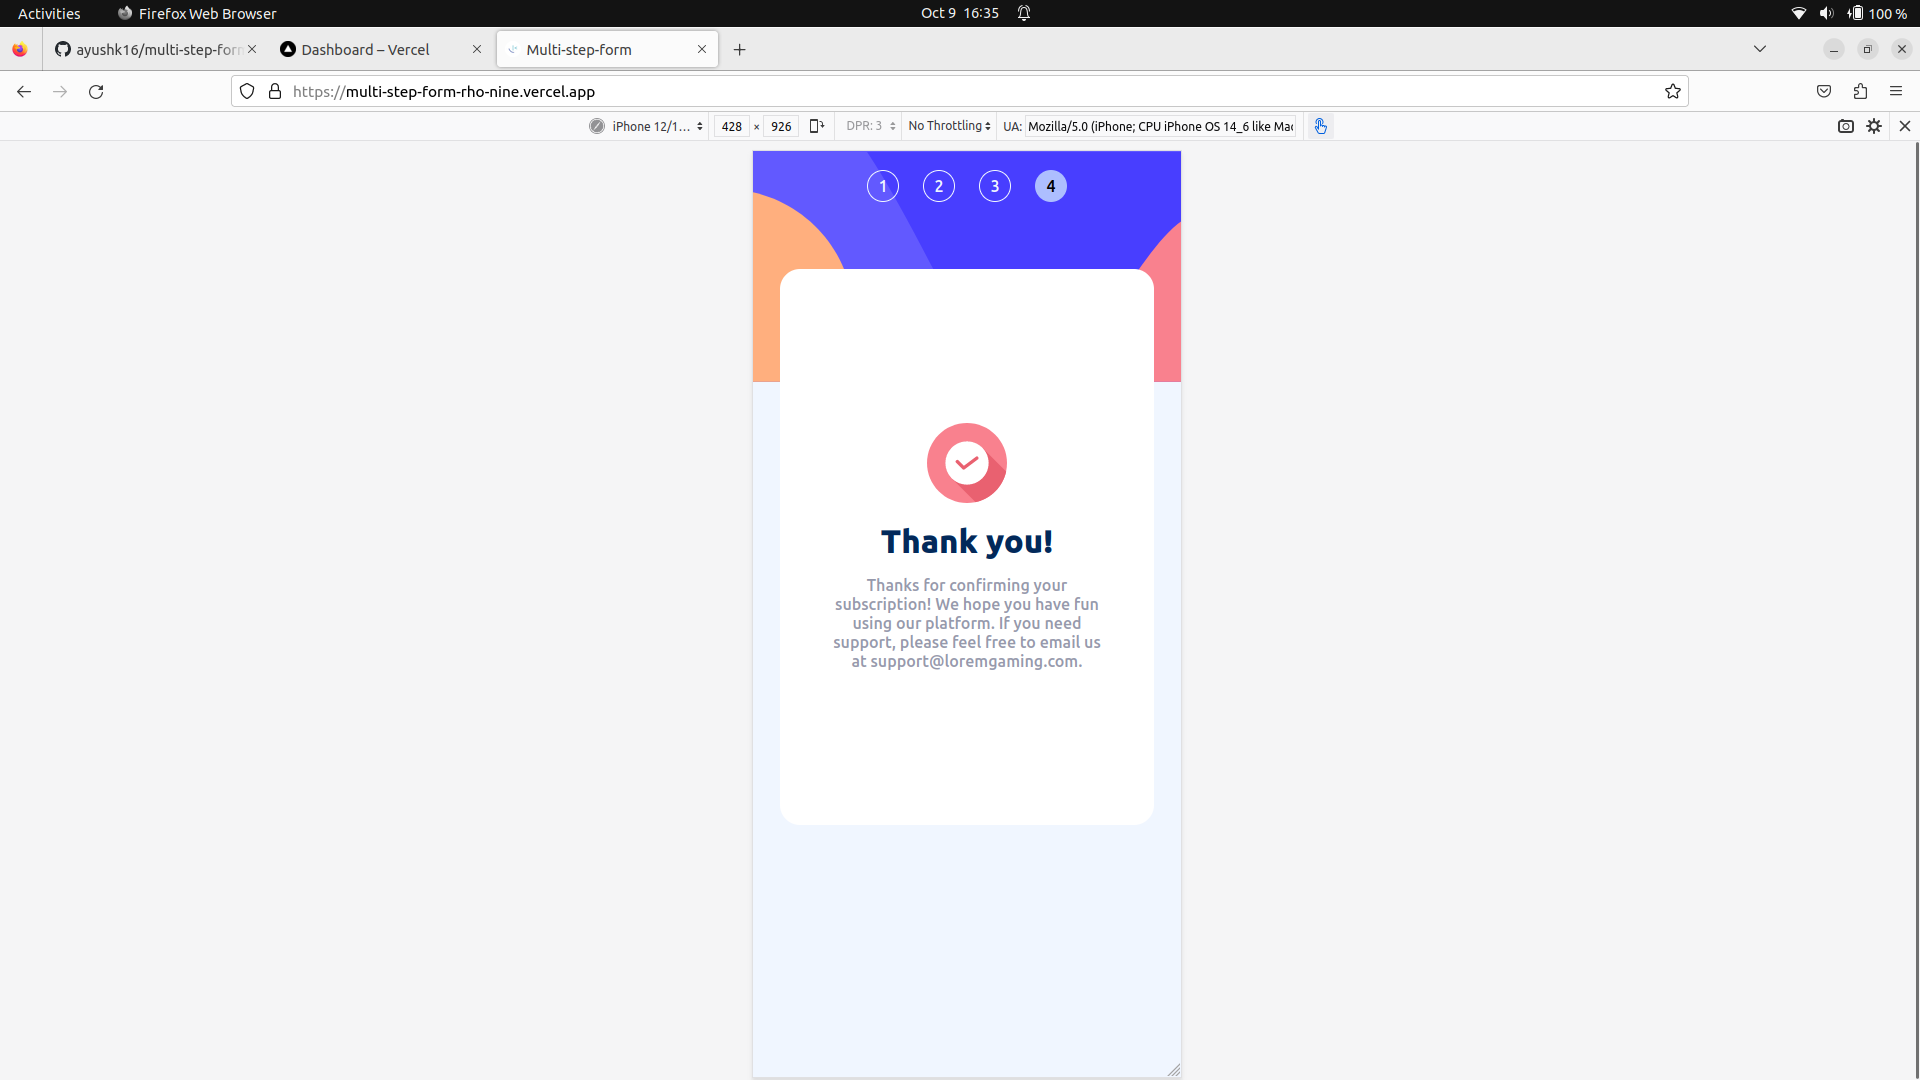 Activities
Firefox Web Browser
Oct 9 16:35
100 %
ayushk16/multi-step-form
Dashboard – Vercel
Multi-step-form
https://multi-step-form-rho-nine.vercel.app
iPhone 12/1...
428 × 926
DPR: 3
No Throttling
UA: Mozilla/5.0 (iPhone; CPU iPhone OS 14_6 like Mac
1 2 3 4
Thank you!
Thanks for confirming your
subscription! We hope you have fun
using our platform. If you need
support, please feel free to email us
at support@loremgaming.com.